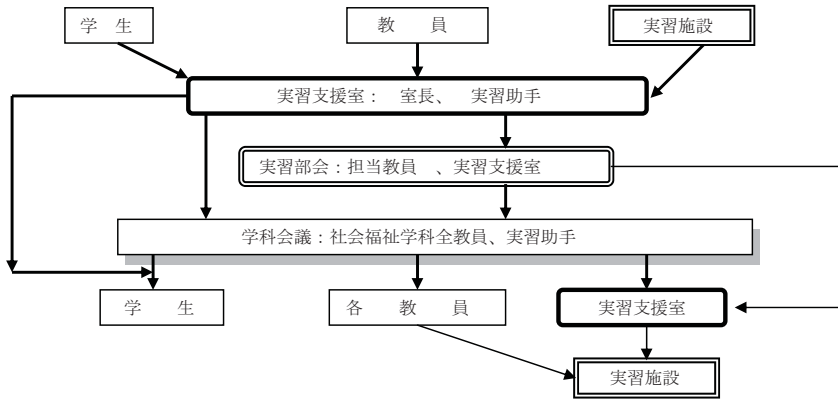 学　生
教　　員
実習施設
実習支援室：　室長、　実習助手
実習部会：担当教員　、実習支援室
学科会議：社会福祉学科全教員、実習助手
学　　生
各　　教　　員
実習支援室
実習施設